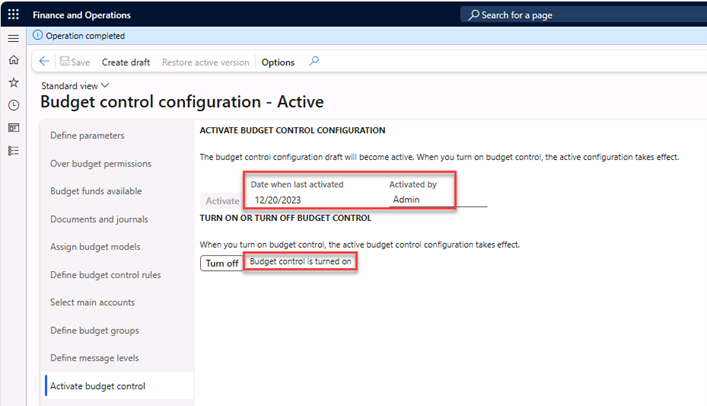 Finance and Operations
Search for a page
Operation completed
Save Create draft Restore active version Options
Standard view
Budget control configuration - Active
Define parameters
Over budget permissions
Budget funds available
Documents and journals
Assign budget models
Define budget control rules
Select main accounts
Define budget groups
Define message levels
Activate budget control
ACTIVATE BUDGET CONTROL CONFIGURATION
The budget control configuration draft will become active. When you turn on budget control, the active configuration takes effect.
Date when last activated Activated by
Activate 12/20/2023 Admin
TURN ON OR TURN OFF BUDGET CONTROL
When you turn on budget control, the active budget control configuration takes effect.
Turn off Budget control is turned on